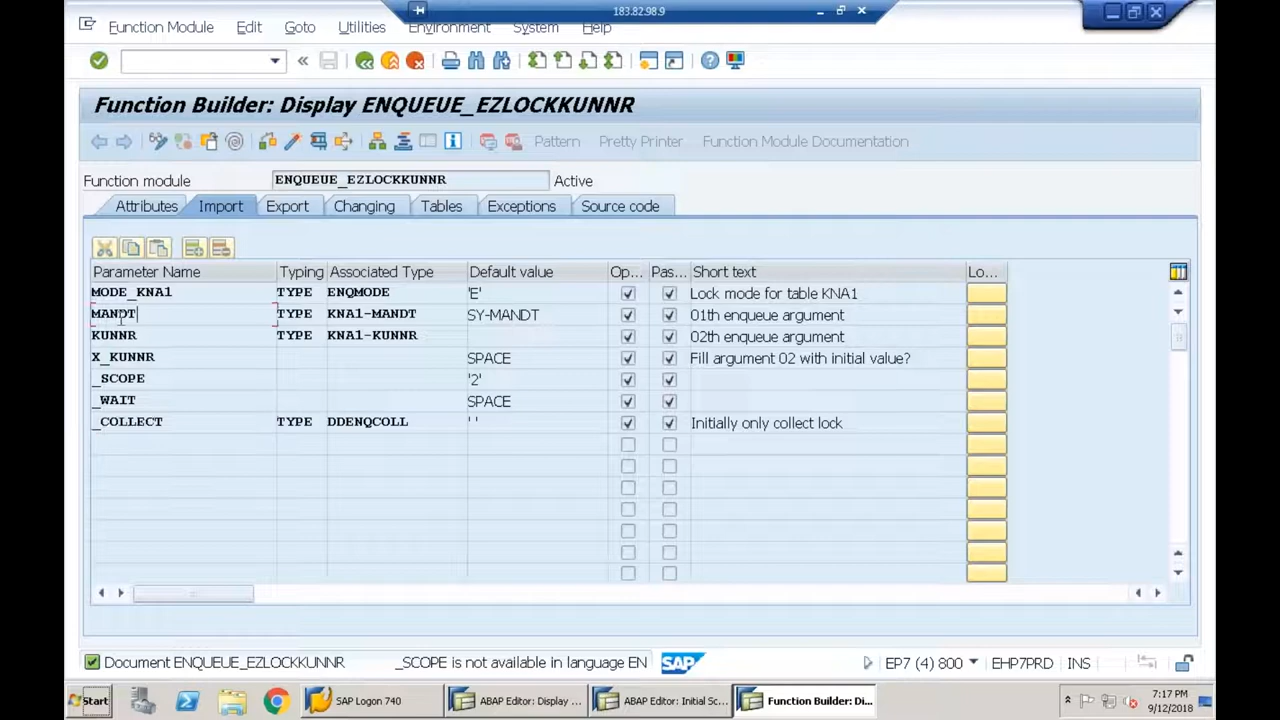 183.82.98.9
Function Module Edit Goto Utilities Environment System Help
Function Builder: Display ENQUEUE_EZLOCKKUNNR
Pattern Pretty Printer Function Module Documentation
Function module ENQUEUE_EZLOCKKUNNR Active
Attributes Import Export Changing Tables Exceptions Source code
Parameter Name Typing Associated Type Default value Op... Pas... Short text Lo...
MODE_KNA1 TYPE ENQMODE 'E' Lock mode for table KNA1
MANDT TYPE KNA1-MANDT SY-MANDT 01th enqueue argument
KUNNR TYPE KNA1-KUNNR 02th enqueue argument
X_KUNNR SPACE Fill argument 02 with initial value?
_SCOPE '2'
_WAIT SPACE
_COLLECT TYPE DDENQCOLL ' ' Initially only collect lock
Document ENQUEUE_EZLOCKKUNNR _SCOPE is not available in language EN SAP EP7 (4) 800 EHP7PRD INS
Start SAP Logon 740 ABAP Editor: Display ... ABAP Editor: Initial Sc... Function Builder: Di... 7:17 PM
9/12/2018